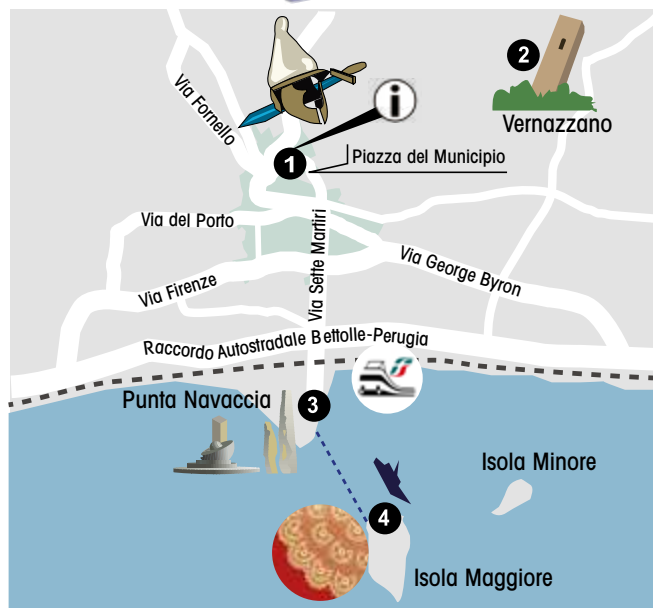 2
Vernazzano
Via Fornello
i
1
Piazza del Municipio
Via del Porto
Via Sette Martiri
Via George Byron
Via Firenze
Raccordo Autostradale Bettolle-Perugia
Punta Navaccia
3
Isola Minore
4
Isola Maggiore